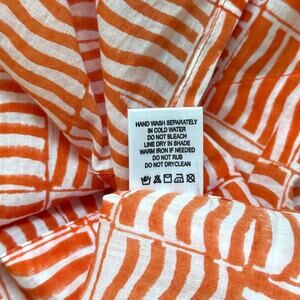 HAND WASH SEPARATELY
IN COLD WATER
DO NOT BLEACH
LINE DRY IN SHADE
WARM IRON IF NEEDED
DO NOT RUB
DO NOT DRYCLEAN